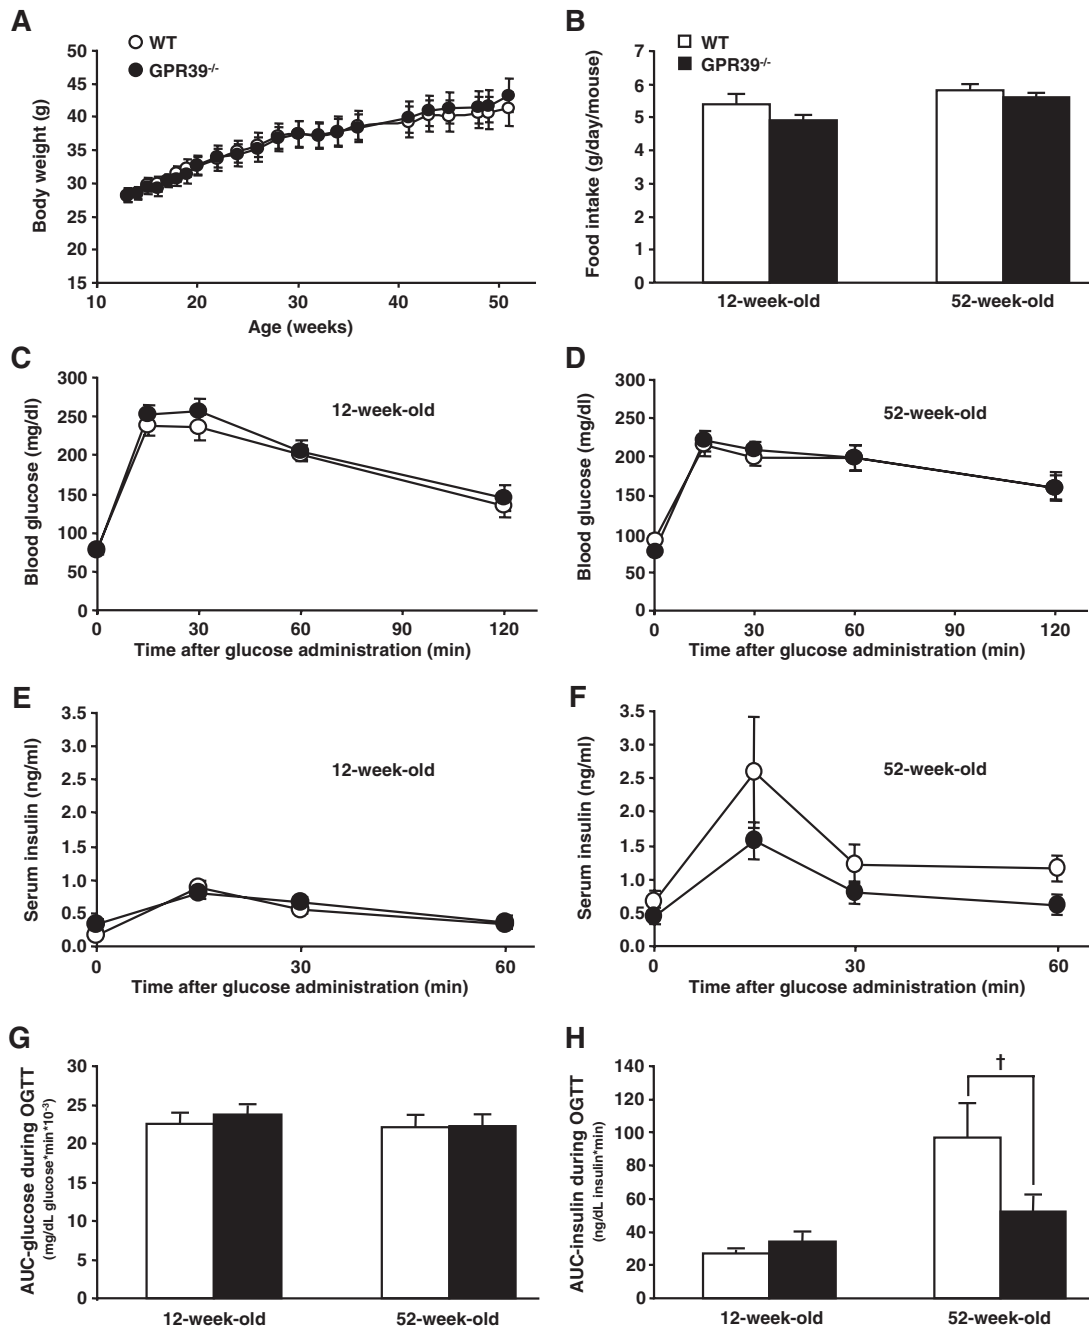 A
WT
GPR39-/-
50
45
40
35
30
25
20
15
Body weight (g)
10
20
30
40
50
Age (weeks)
B
WT
GPR39-/-
7
6
5
4
3
2
1
0
Food intake (g/day/mouse)
12-week-old
52-week-old
C
300
250
200
150
100
50
0
Blood glucose (mg/dl)
12-week-old
0
30
60
90
120
Time after glucose administration (min)
D
300
250
200
150
100
50
0
Blood glucose (mg/dl)
52-week-old
0
30
60
90
120
Time after glucose administration (min)
E
3.5
3.0
2.5
2.0
1.5
1.0
0.5
0.0
Serum insulin (ng/ml)
12-week-old
0
30
60
Time after glucose administration (min)
F
3.5
3.0
2.5
2.0
1.5
1.0
0.5
0.0
Serum insulin (ng/ml)
52-week-old
0
30
60
Time after glucose administration (min)
G
30
25
20
15
10
5
0
AUC-glucose during OGTT
(mg/dL glucose*min*10-3)
12-week-old
52-week-old
H
140
120
100
80
60
40
20
0
AUC-insulin during OGTT
(ng/dL insulin*min)
†
12-week-old
52-week-old